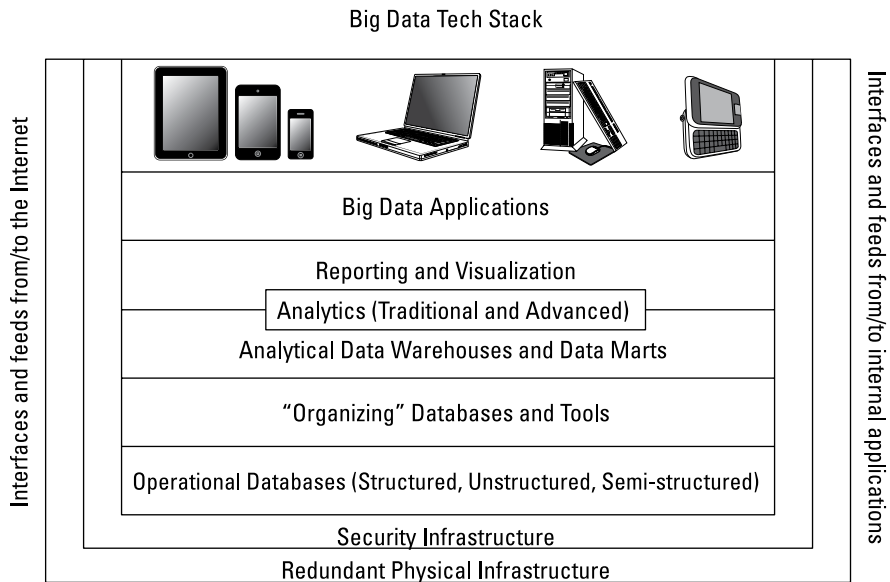 Big Data Tech Stack
Interfaces and feeds from/to the Internet
Big Data Applications
Reporting and Visualization
Analytics (Traditional and Advanced)
Analytical Data Warehouses and Data Marts
“Organizing” Databases and Tools
Operational Databases (Structured, Unstructured, Semi-structured)
Security Infrastructure
Redundant Physical Infrastructure
Interfaces and feeds from/to internal applications